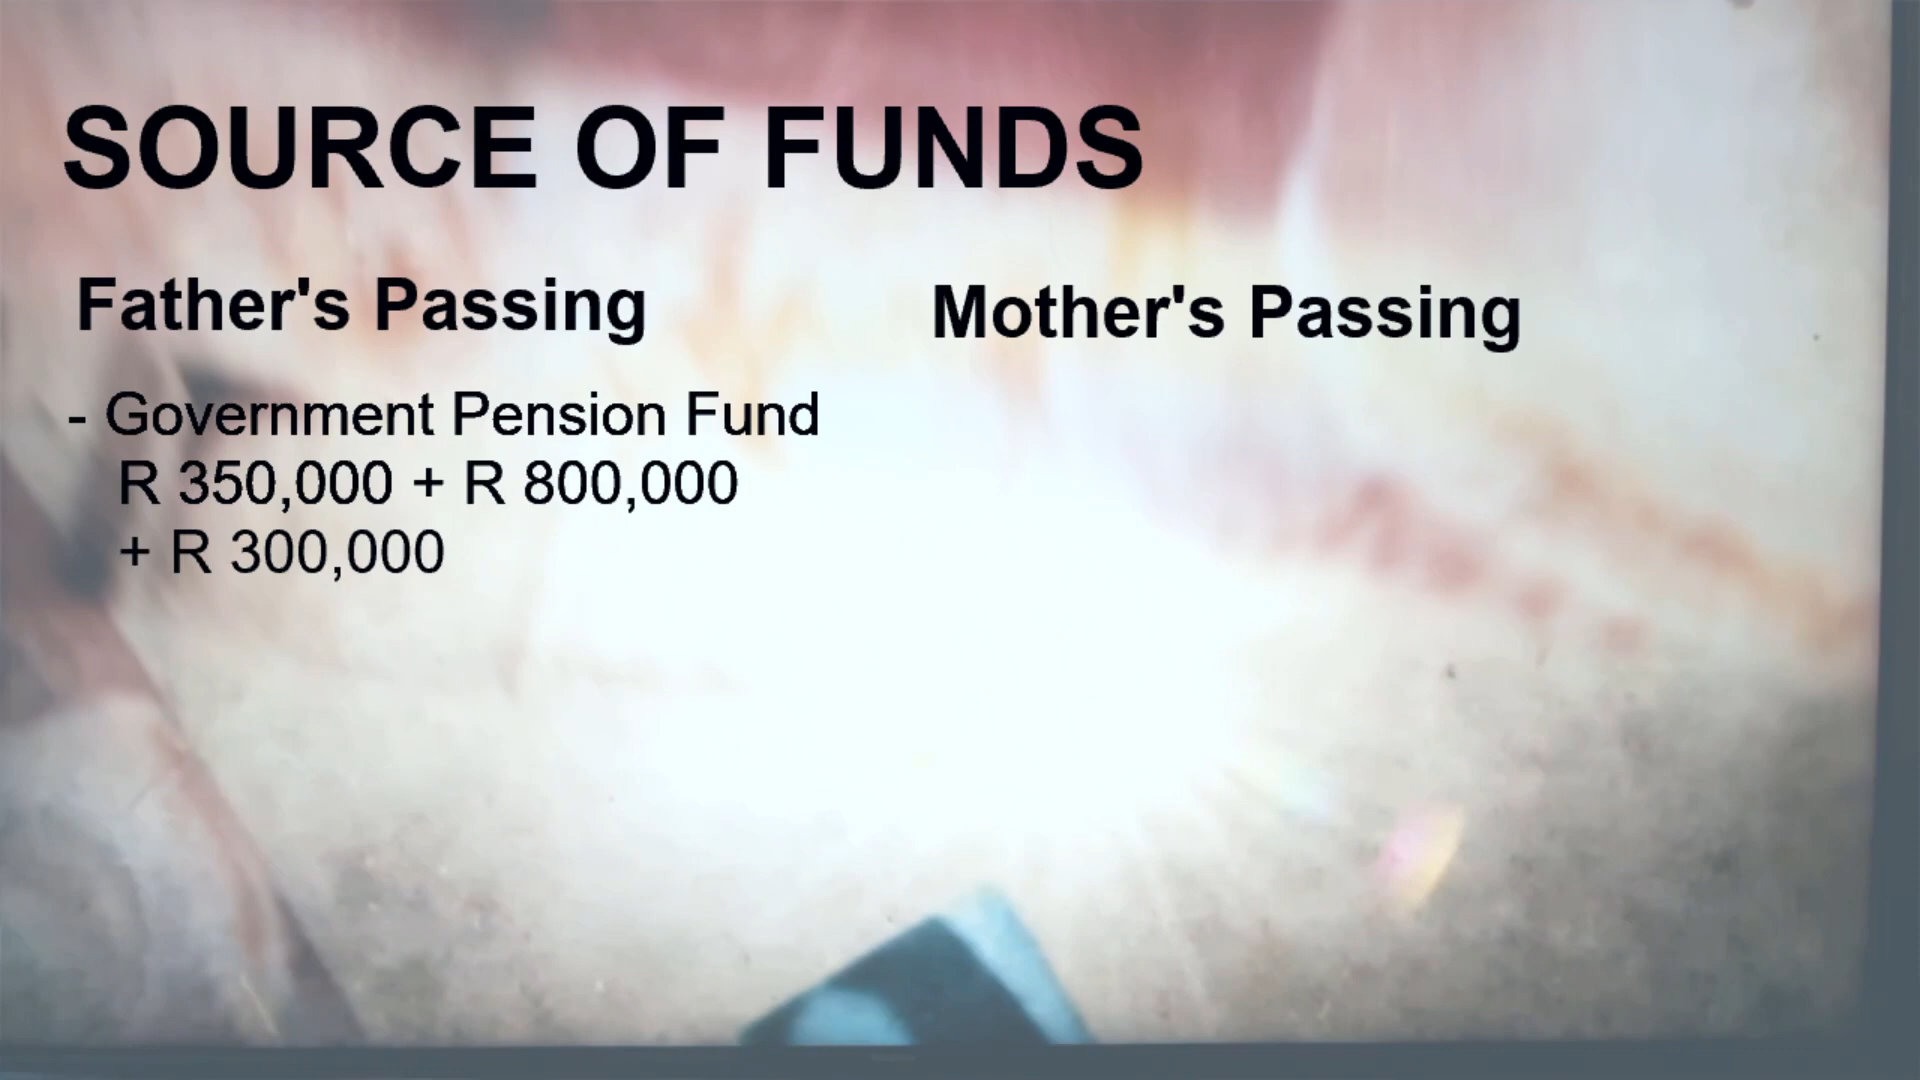 SOURCE OF FUNDS
Father's Passing
- Government Pension Fund
R 350,000 + R 800,000
+ R 300,000
Mother's Passing